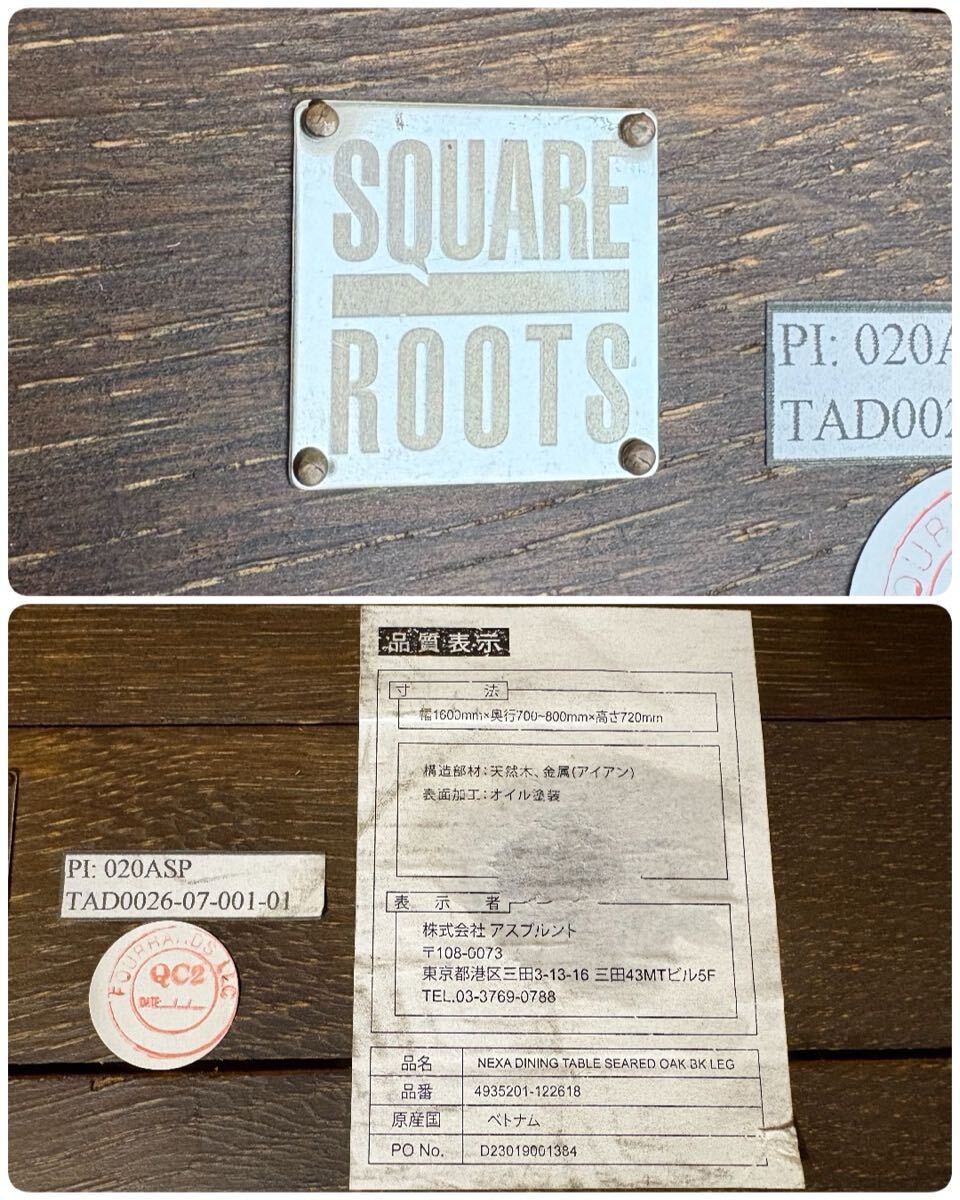 SQUARE
ROOTS
PI: 020A
TAD002
OUR
品質表示
寸法
幅1600mm×奥行700~800mm×高さ720mm
構造部材:天然木、金属(アイアン)
表面加工:オイル塗装
表示者
株式会社 アスプルント
〒108-0073
東京都港区三田3-13-16 三田43MTビル5F
TEL.03-3769-0788
品名 NEXA DINING TABLE SEARED OAK BK LEG
品番 4935201-122618
原産国 ベトナム
PO No. D23019001384
PI: 020ASP
TAD0026-07-001-01
FOURHANDS LLC
QC2
DATE: / /